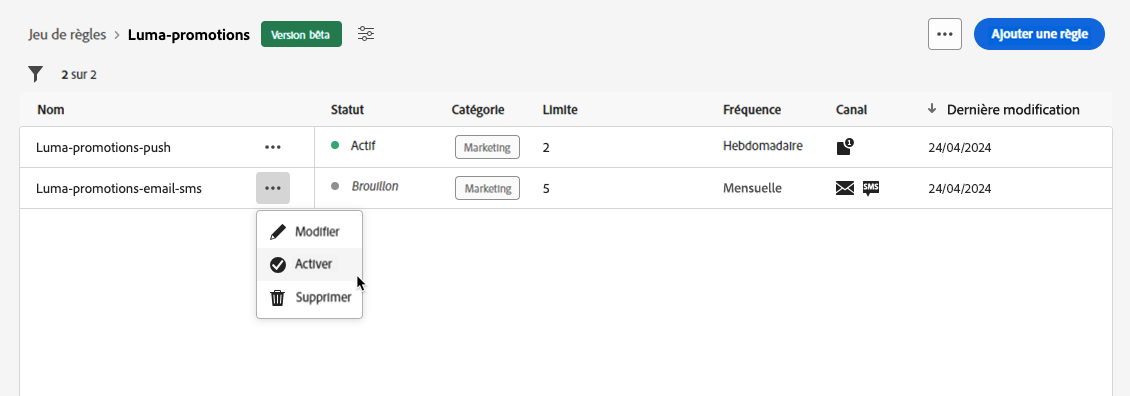 Jeu de règles > Luma-promotions Version bêta ... Ajouter une règle
2 sur 2
Nom Statut Catégorie Limite Fréquence Canal ↓ Dernière modification
Luma-promotions-push ... Actif Marketing 2 Hebdomadaire 1 24/04/2024
Luma-promotions-email-sms ... Brouillon Marketing 5 Mensuelle SMS 24/04/2024
Modifier
Activer
Supprimer